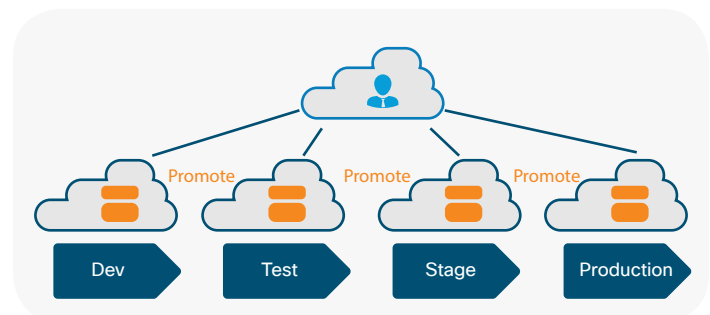 Promote
Promote
Promote
Dev
Test
Stage
Production